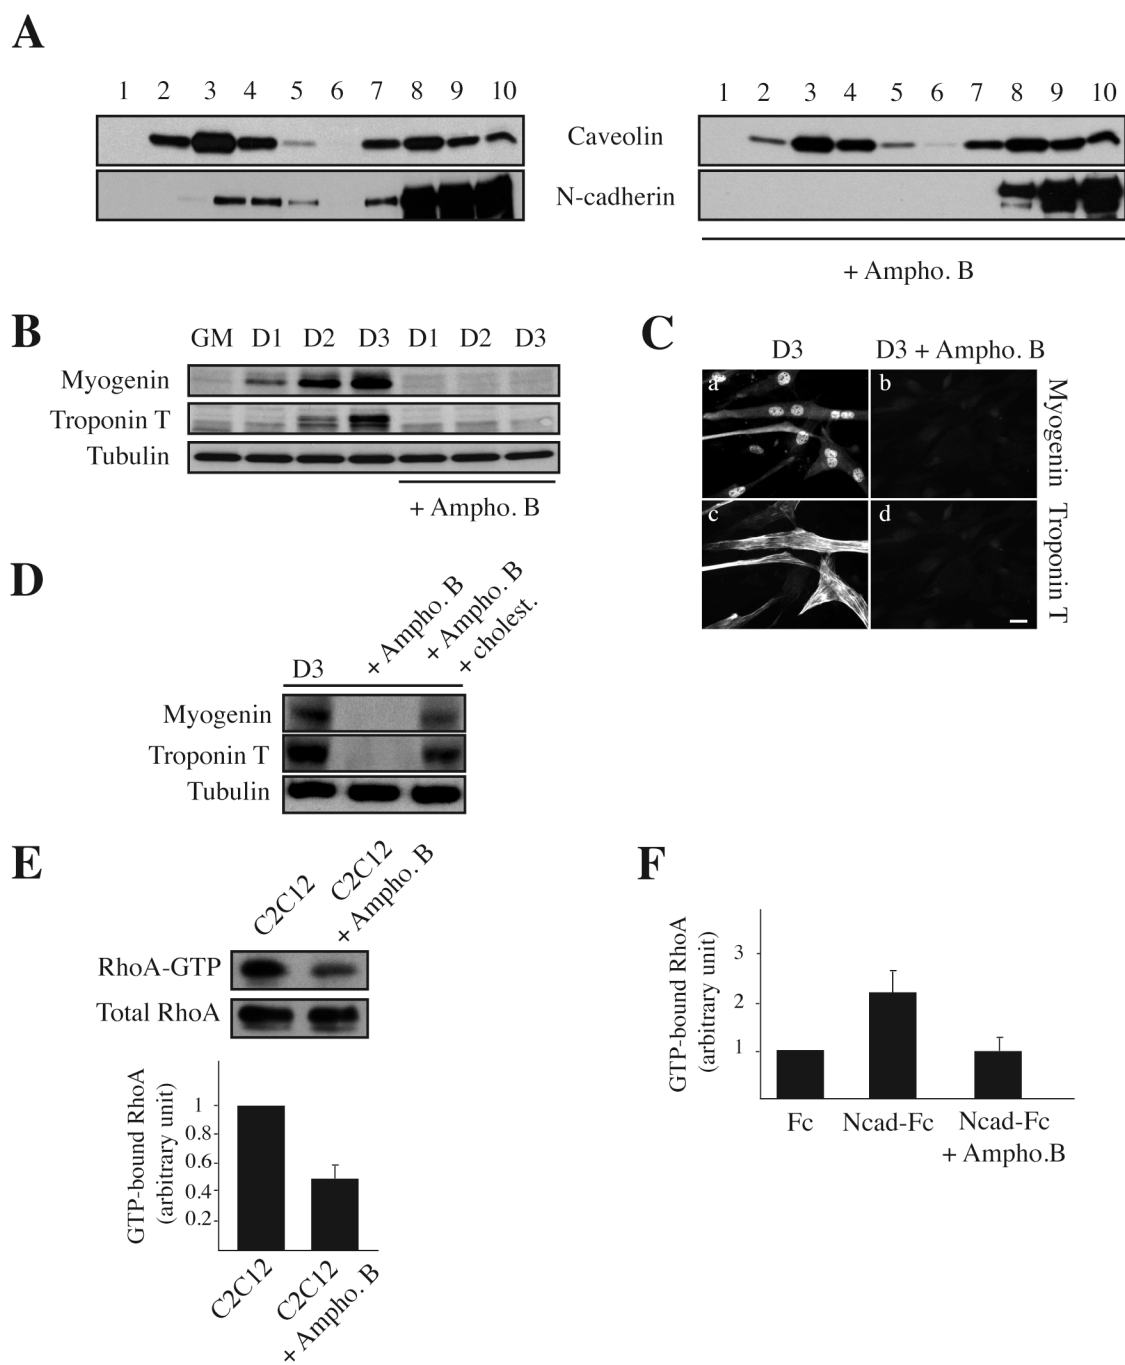 A
1 2 3 4 5 6 7 8 9 10
1 2 3 4 5 6 7 8 9 10
Caveolin
N-cadherin
+ Ampho. B
B
GM D1 D2 D3 D1 D2 D3
Myogenin
Troponin T
Tubulin
+ Ampho. B
C
D3
D3 + Ampho. B
a
b
c
d
Myogenin
Troponin T
D
D3
+ Ampho. B
+ Ampho. B
+ cholest.
Myogenin
Troponin T
Tubulin
E
C2C12
C2C12
+ Ampho. B
RhoA-GTP
Total RhoA
GTP-bound RhoA
(arbitrary unit)
1
0.8
0.6
0.4
0.2
C2C12
C2C12
+ Ampho. B
F
GTP-bound RhoA
(arbitrary unit)
3
2
1
Fc
Ncad-Fc
Ncad-Fc
+ Ampho.B